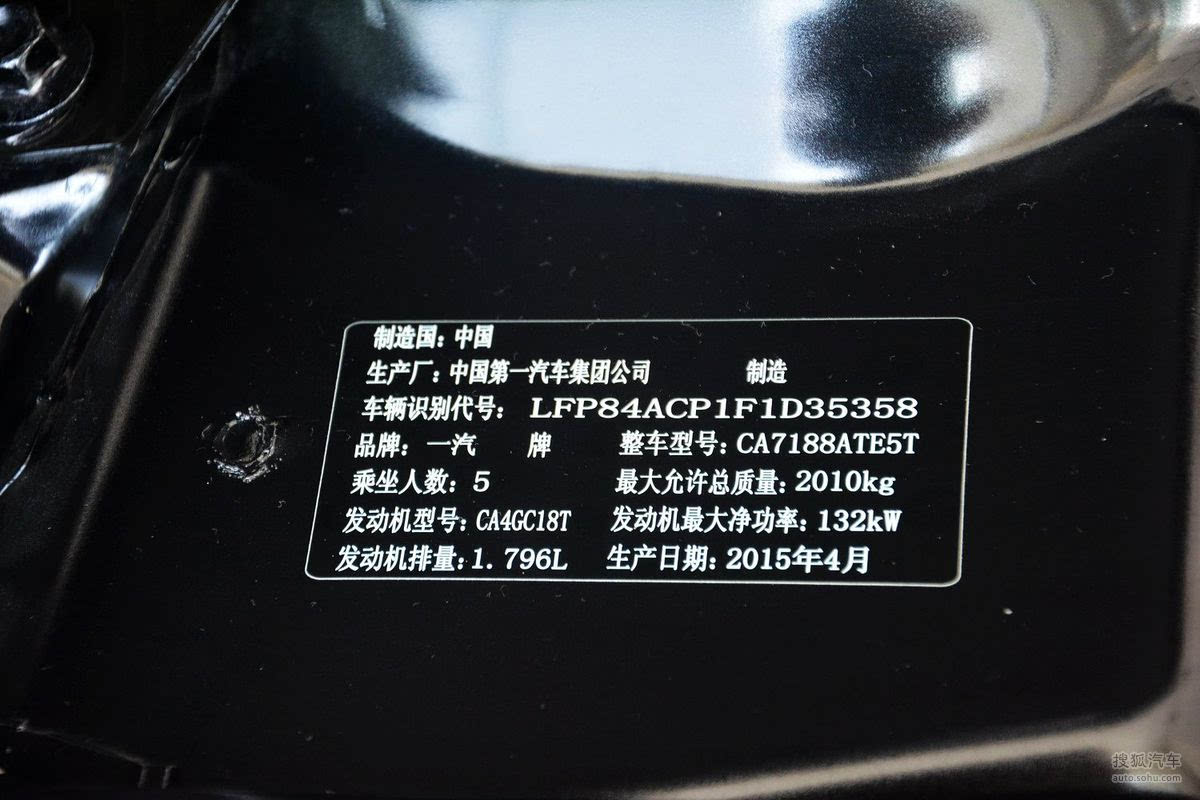 制造国：中国
生产厂：中国第一汽车集团公司 制造
车辆识别代号：LFP84ACP1F1D35358
品牌：一汽 牌 整车型号：CA7188ATE5T
乘坐人数：5 最大允许总质量：2010kg
发动机型号：CA4GC18T 发动机最大净功率：132kW
发动机排量：1.796L 生产日期：2015年4月
搜狐汽车
auto.sohu.com